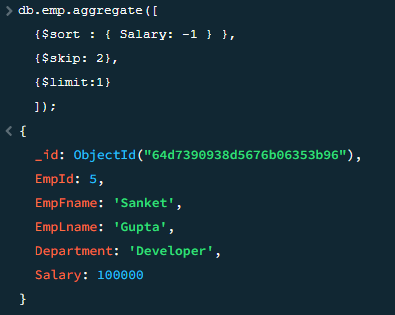 db.emp.aggregate([
{$sort : { Salary: -1 } },
{$skip: 2},
{$limit:1}
]);
{
_id: ObjectId("64d7390938d5676b06353b96"),
EmpId: 5,
EmpFname: 'Sanket',
EmpLname: 'Gupta',
Department: 'Developer',
Salary: 100000
}